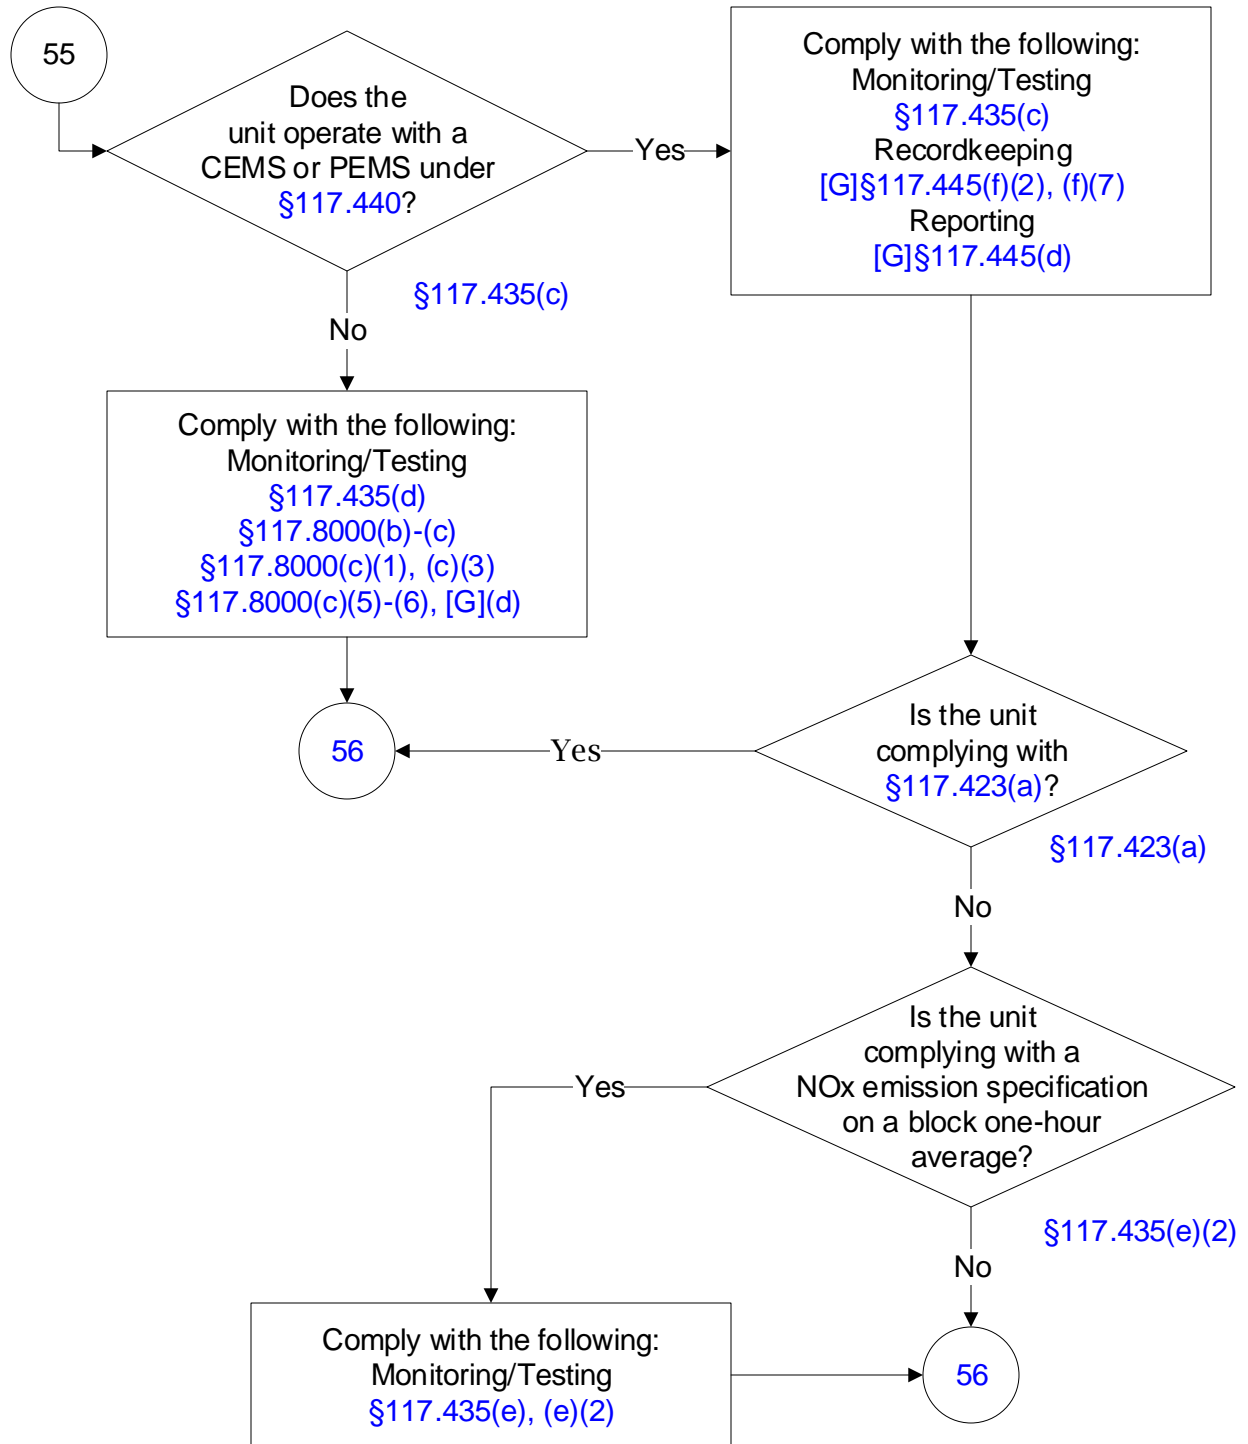 55
Does the
unit operate with a
CEMS or PEMS under
§117.440?
Yes
Comply with the following:
Monitoring/Testing
§117.435(c)
Recordkeeping
[G]§117.445(f)(2), (f)(7)
Reporting
[G]§117.445(d)
§117.435(c)
No
Comply with the following:
Monitoring/Testing
§117.435(d)
§117.8000(b)-(c)
§117.8000(c)(1), (c)(3)
§117.8000(c)(5)-(6), [G](d)
56
Yes
Is the unit
complying with
§117.423(a)?
§117.423(a)
No
Is the unit
complying with a
NOx emission specification
on a block one-hour
average?
Yes
§117.435(e)(2)
No
Comply with the following:
Monitoring/Testing
§117.435(e), (e)(2)
56